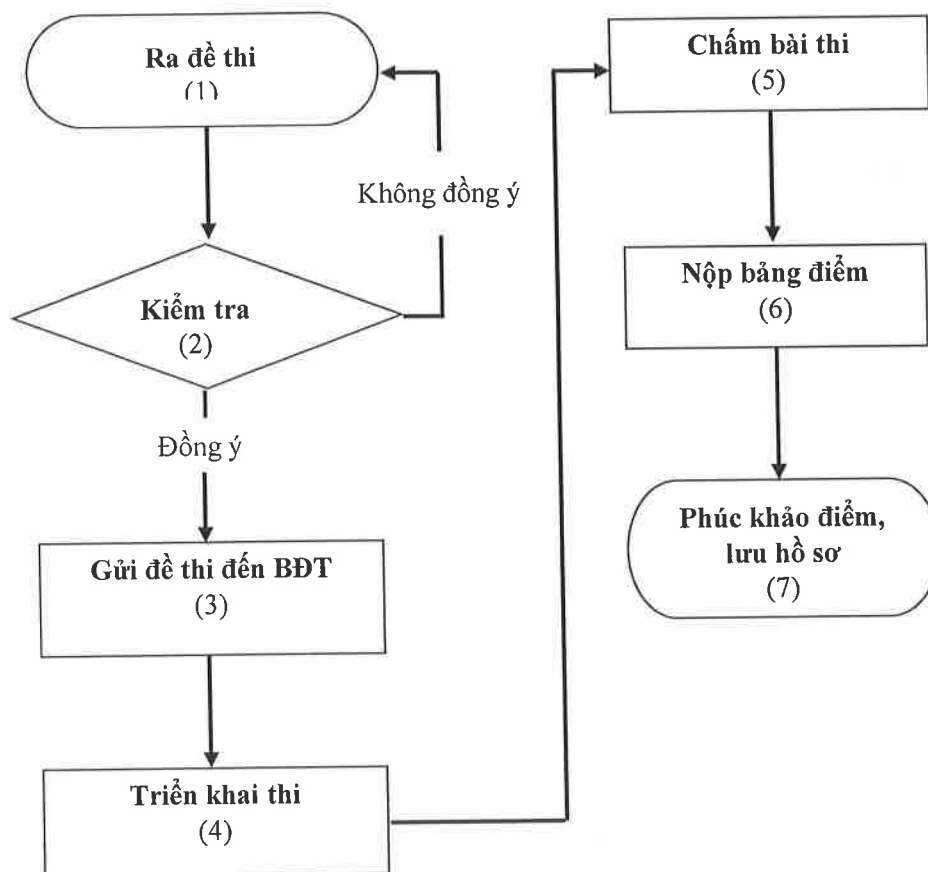 Ra đề thi
(1)
Không đồng ý
Kiểm tra
(2)
Đồng ý
Gửi đề thi đến BĐT
(3)
Triển khai thi
(4)
Chấm bài thi
(5)
Nộp bảng điểm
(6)
Phúc khảo điểm,
lưu hồ sơ
(7)